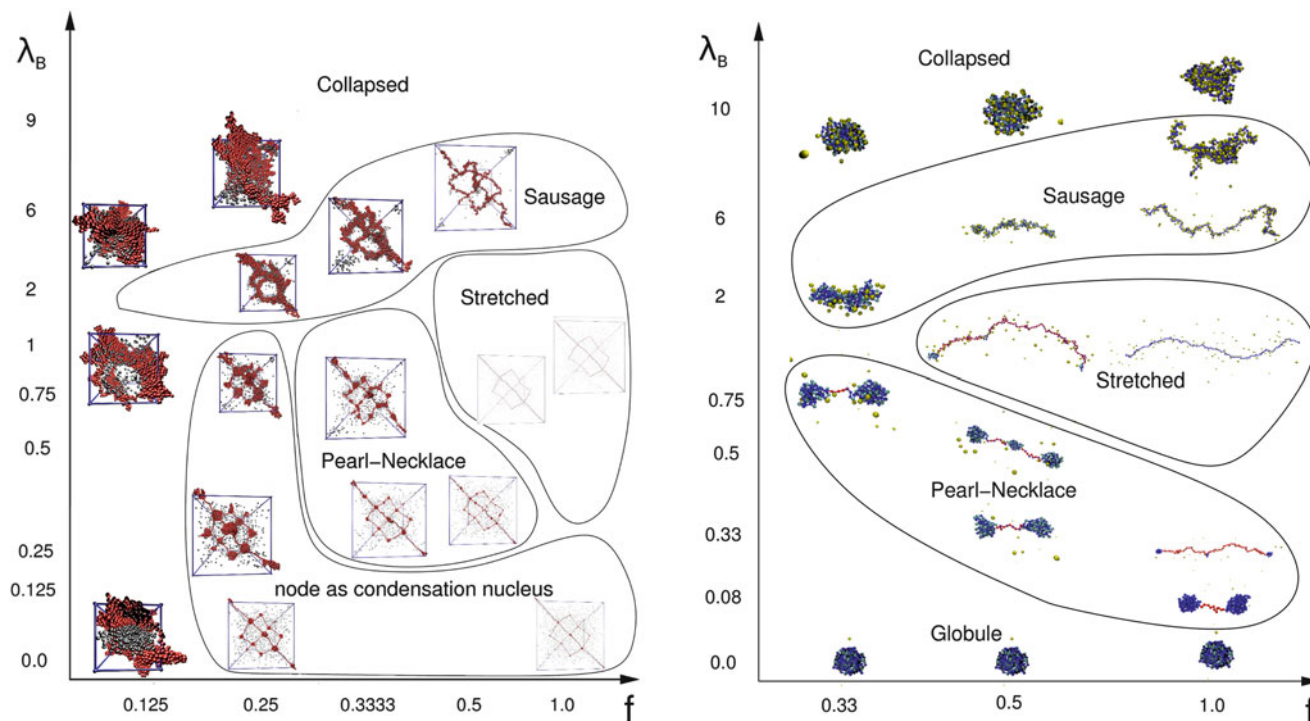 λB
Collapsed
9
Sausage
6
Stretched
2
1
0.75
Pearl–Necklace
0.5
0.25
node as condensation nucleus
0.125
0.0
0.125 0.25 0.3333 0.5 1.0 f
λB
Collapsed
10
Sausage
6
2
Stretched
0.75
0.5
Pearl–Necklace
0.33
0.08
Globule
0.0
0.33 0.5 1.0 f